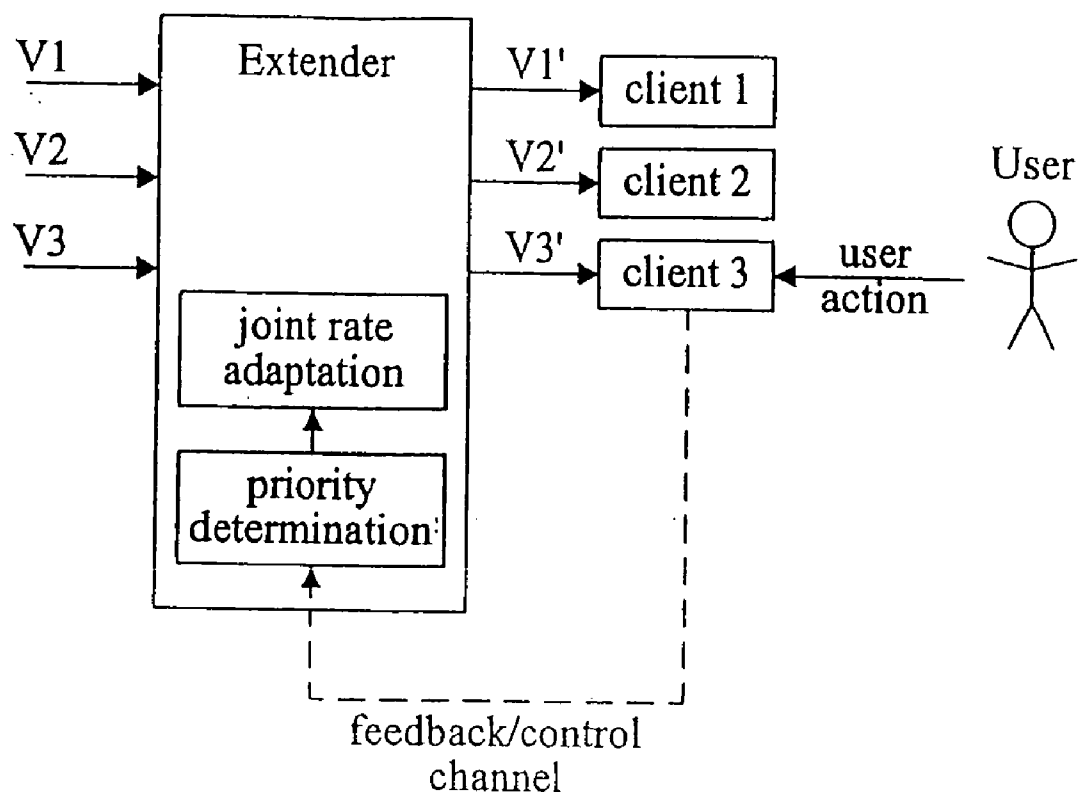 V1
Extender
V1'
client 1
V2
V2'
client 2
User
V3
V3'
client 3
user
action
joint rate
adaptation
priority
determination
feedback/control
channel